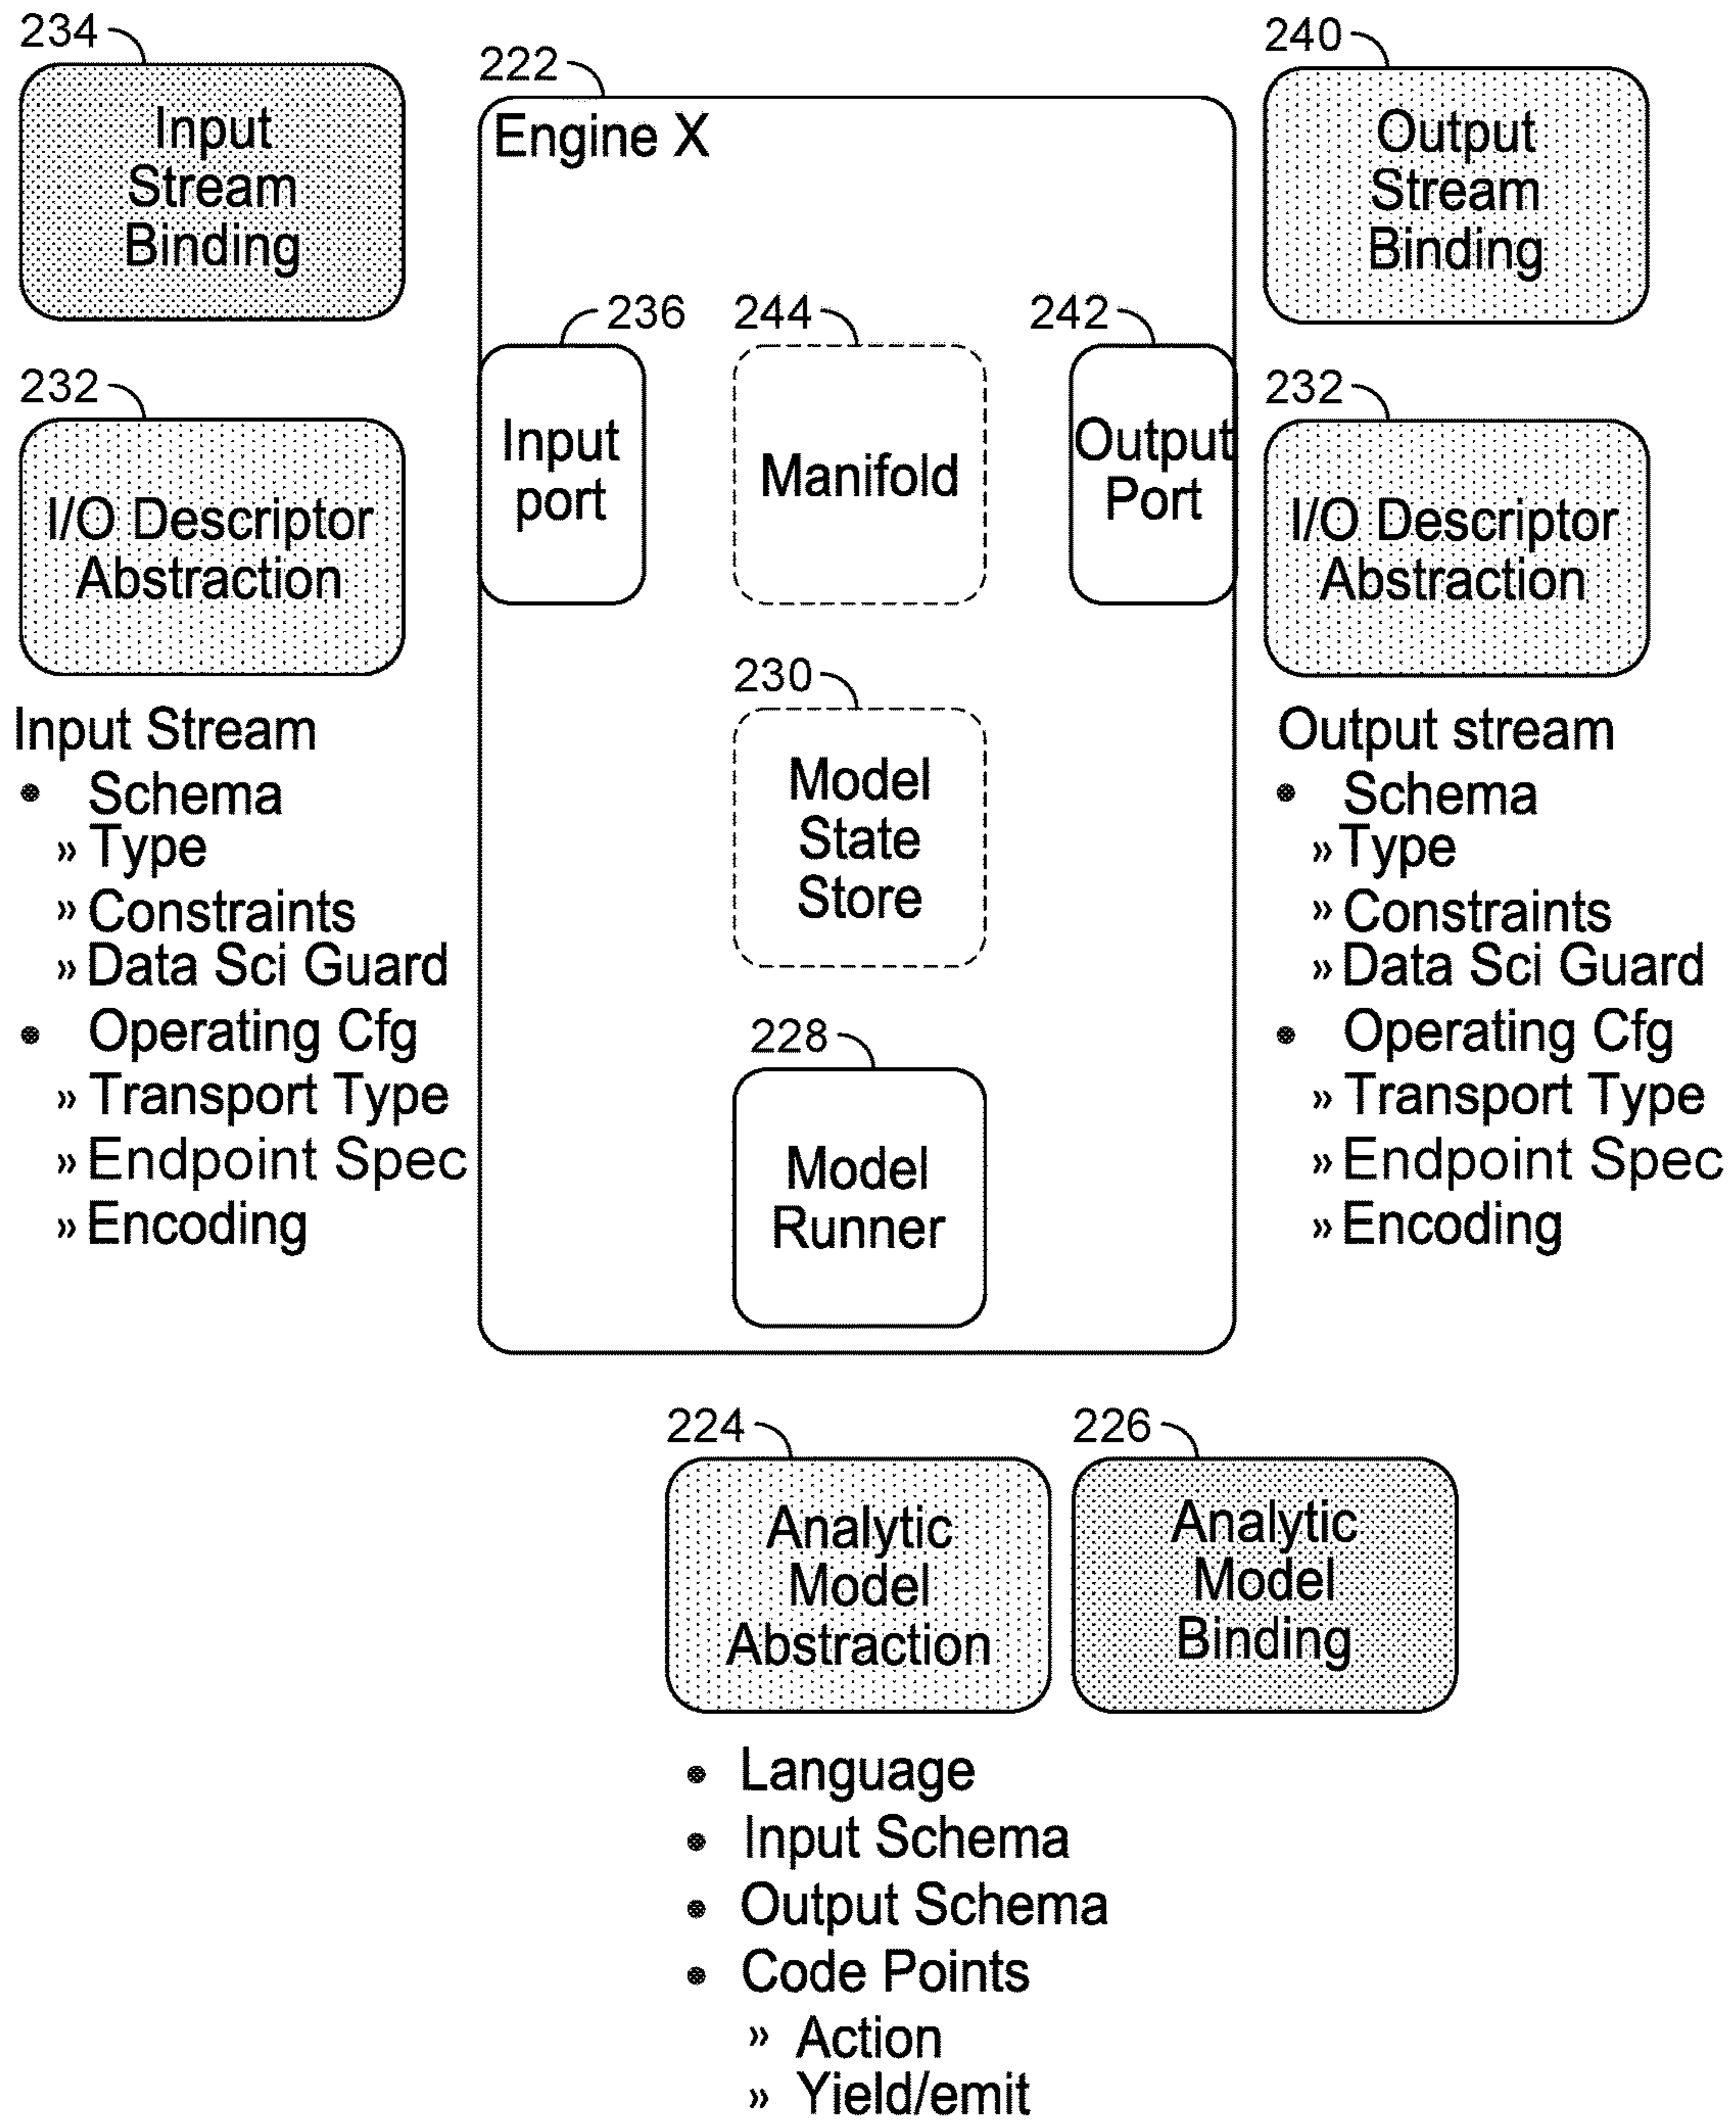 234
Input
Stream
Binding
232
I/O Descriptor
Abstraction
Input Stream
• Schema
» Type
» Constraints
» Data Sci Guard
• Operating Cfg
» Transport Type
» Endpoint Spec
» Encoding
222
Engine X
236
Input
port
244
Manifold
242
Output
Port
230
Model
State
Store
228
Model
Runner
240
Output
Stream
Binding
232
I/O Descriptor
Abstraction
Output stream
• Schema
» Type
» Constraints
» Data Sci Guard
• Operating Cfg
» Transport Type
» Endpoint Spec
» Encoding
224
Analytic
Model
Abstraction
226
Analytic
Model
Binding
• Language
• Input Schema
• Output Schema
• Code Points
» Action
» Yield/emit